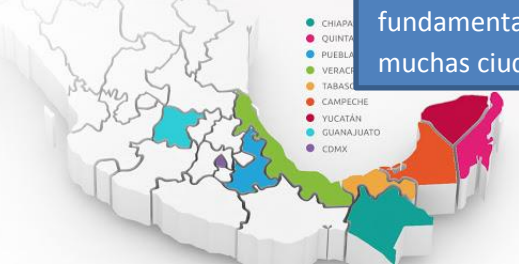 CHIAPA
QUINTA
PUEBLA
VERACR
TABASC
CAMPECHE
YUCATÁN
GUANAJUATO
CDMX
fundamenta
muchas ciud